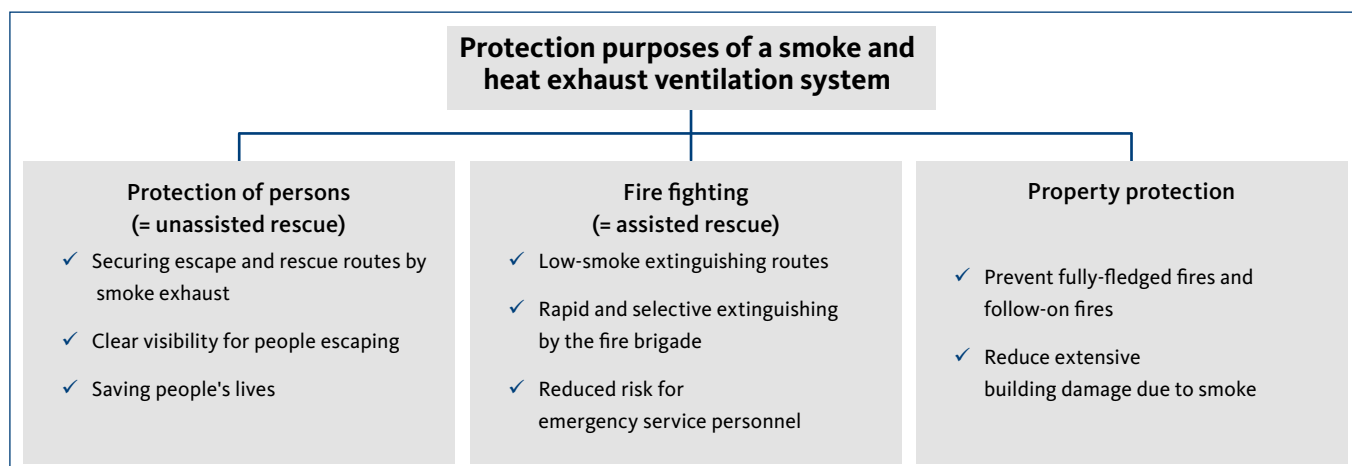 Protection purposes of a smoke and
heat exhaust ventilation system
Protection of persons
(= unassisted rescue)
✓ Securing escape and rescue routes by
smoke exhaust
✓ Clear visibility for people escaping
✓ Saving people's lives
Fire fighting
(= assisted rescue)
✓ Low-smoke extinguishing routes
✓ Rapid and selective extinguishing
by the fire brigade
✓ Reduced risk for
emergency service personnel
Property protection
✓ Prevent fully-fledged fires and
follow-on fires
✓ Reduce extensive
building damage due to smoke